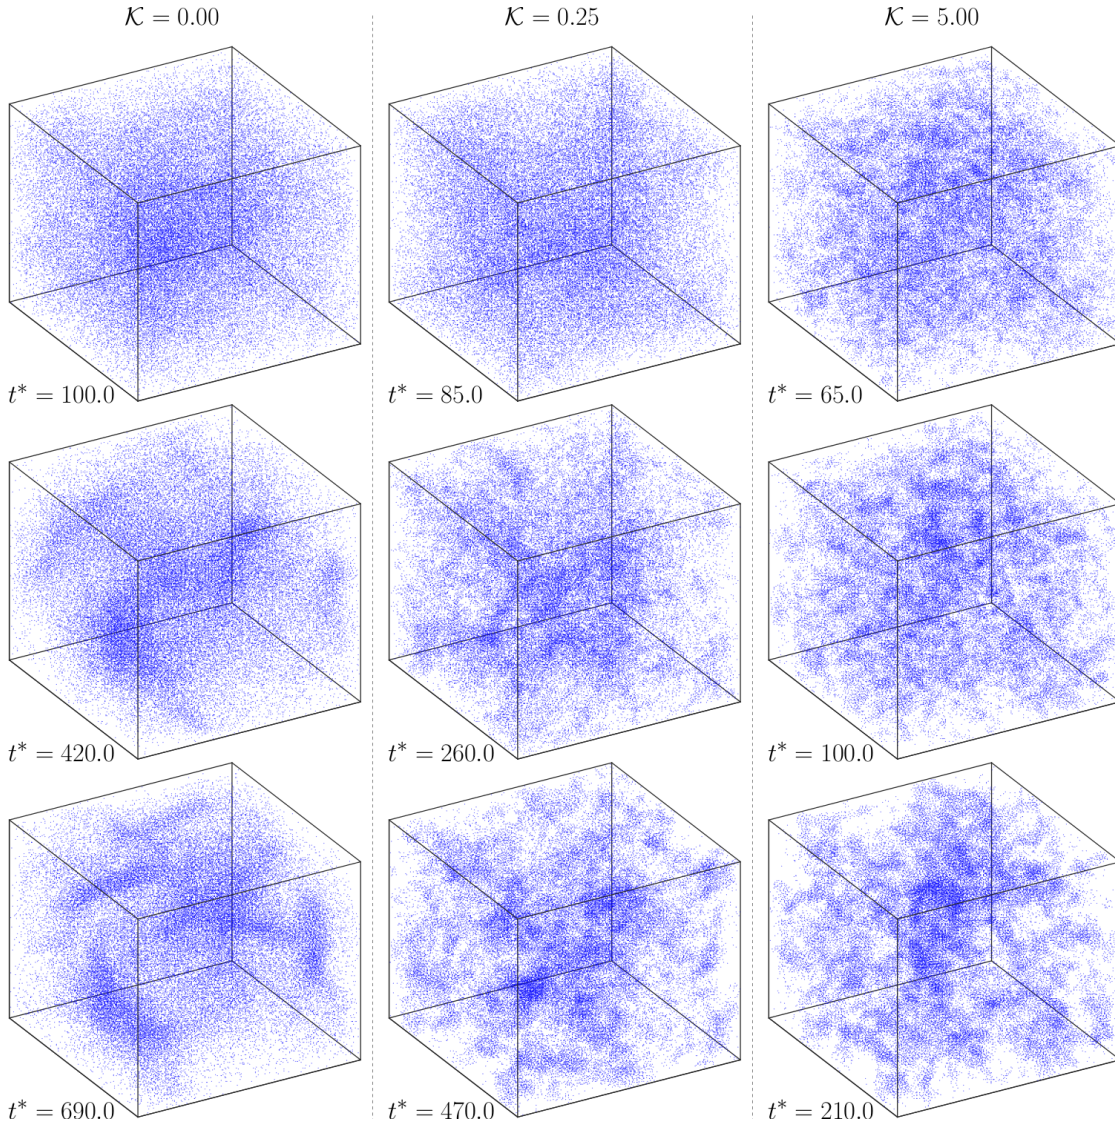 𝒦 = 0.00 𝒦 = 0.25 𝒦 = 5.00
t* = 100.0 t* = 85.0 t* = 65.0
t* = 420.0 t* = 260.0 t* = 100.0
t* = 690.0 t* = 470.0 t* = 210.0